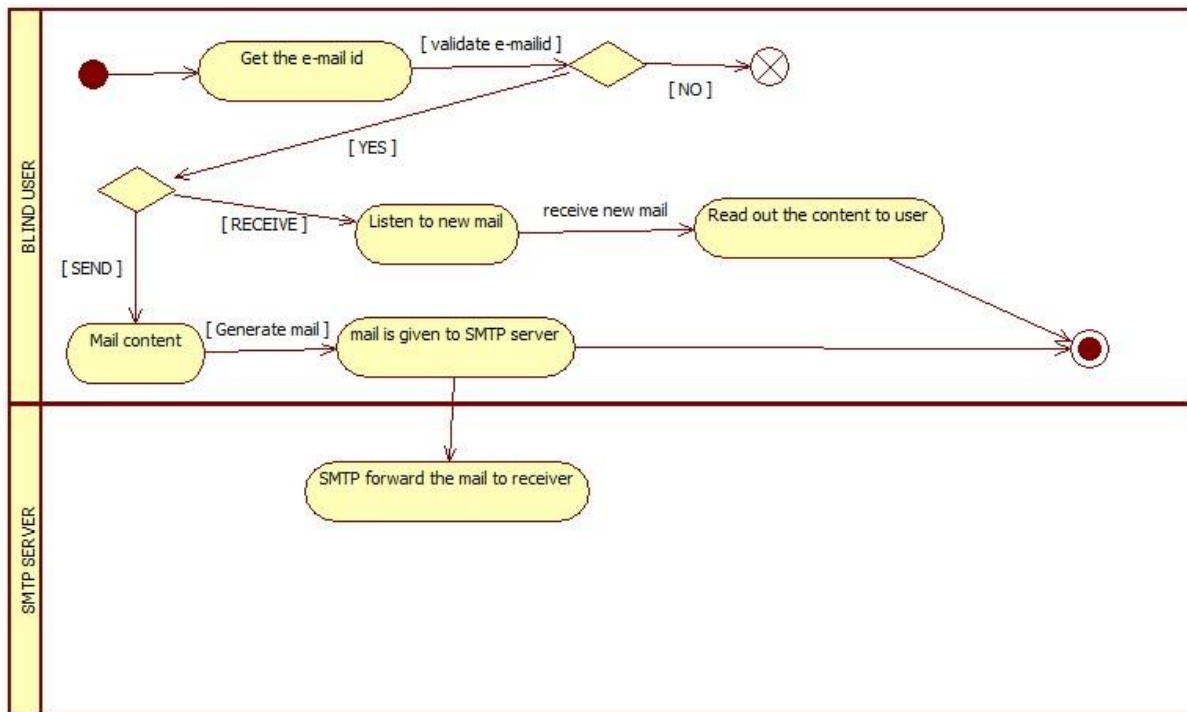 BLIND USER
Get the e-mail id
[ validate e-mailid ]
[ NO ]
[ YES ]
[ RECEIVE ]
Listen to new mail
receive new mail
Read out the content to user
[ SEND ]
Mail content
[ Generate mail ]
mail is given to SMTP server
SMTP SERVER
SMTP forward the mail to receiver